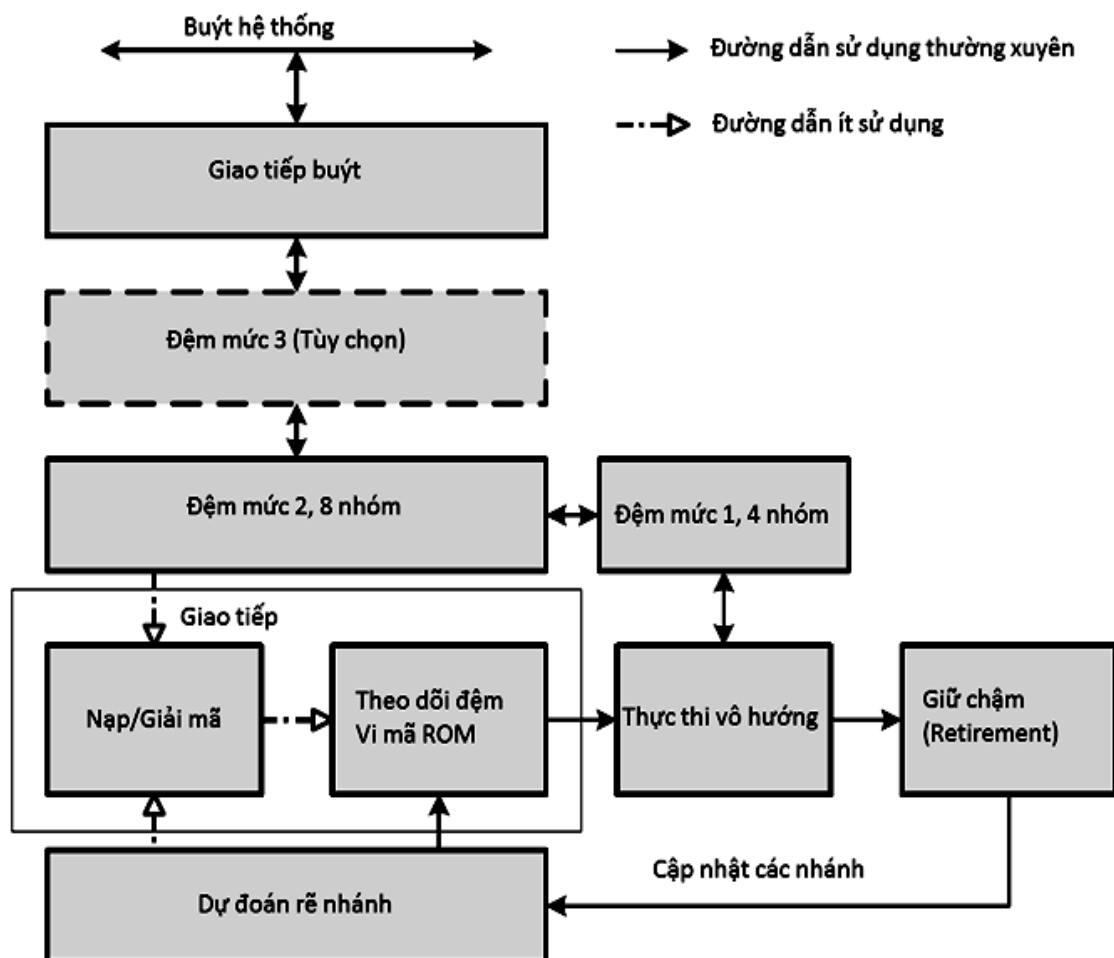 Buýt hệ thống
Đường dẫn sử dụng thường xuyên
Đường dẫn ít sử dụng
Giao tiếp buýt
Đệm mức 3 (Tùy chọn)
Đệm mức 2, 8 nhóm
Đệm mức 1, 4 nhóm
Giao tiếp
Nạp/Giải mã
Theo dõi đệm
Vi mã ROM
Thực thi vô hướng
Giữ chậm
(Retirement)
Cập nhật các nhánh
Dự đoán rẽ nhánh